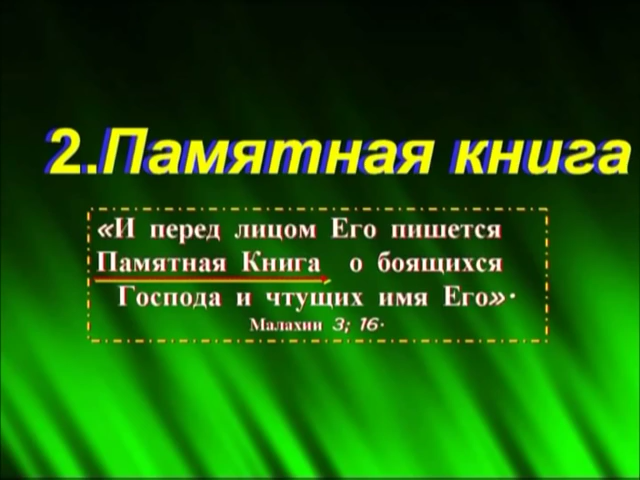 2.Памятная книга
«И перед лицом Его пишется
Памятная Книга о боящихся
Господа и чтущих имя Его».
Малахии 3; 16.